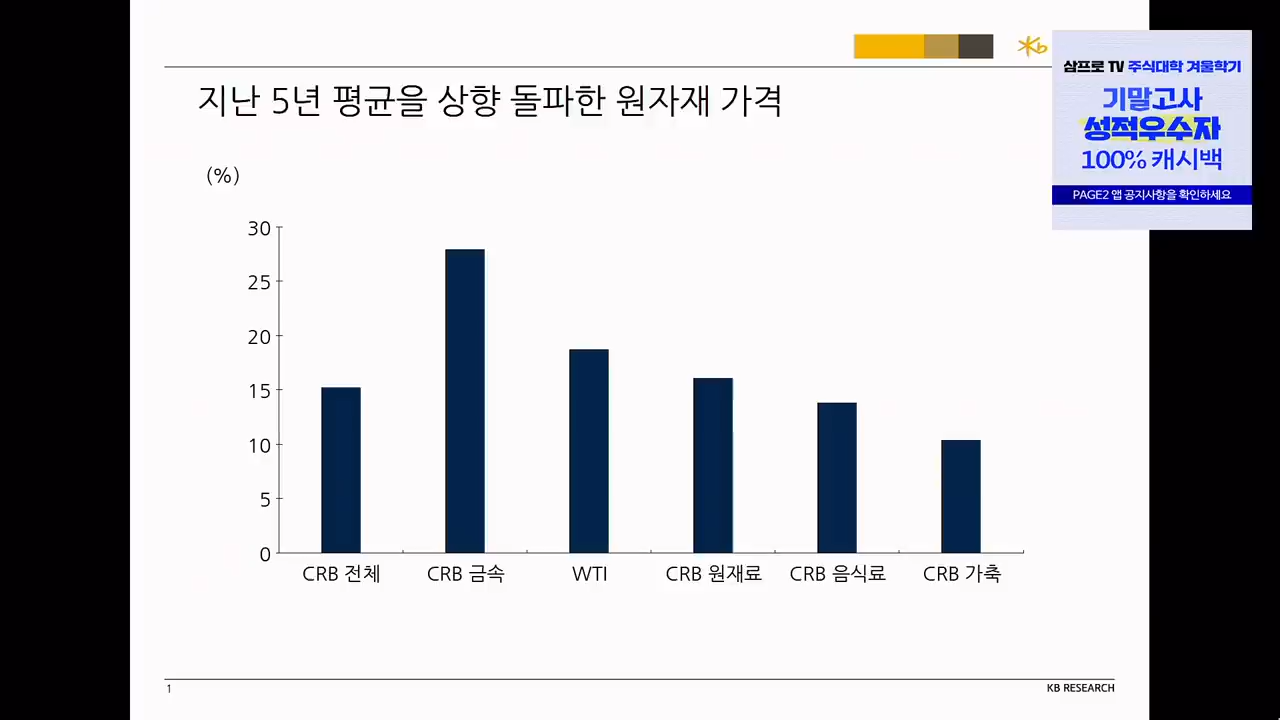 지난 5년 평균을 상향 돌파한 원자재 가격
(%)
30
25
20
15
10
5
0
CRB 전체 CRB 금속 WTI CRB 원재료 CRB 음식료 CRB 가축
1
KB RESEARCH
b
삼프로 TV 주식대학 겨울학기
기말고사
성적우수자
100% 캐시백
PAGE2 앱 공지사항을 확인하세요